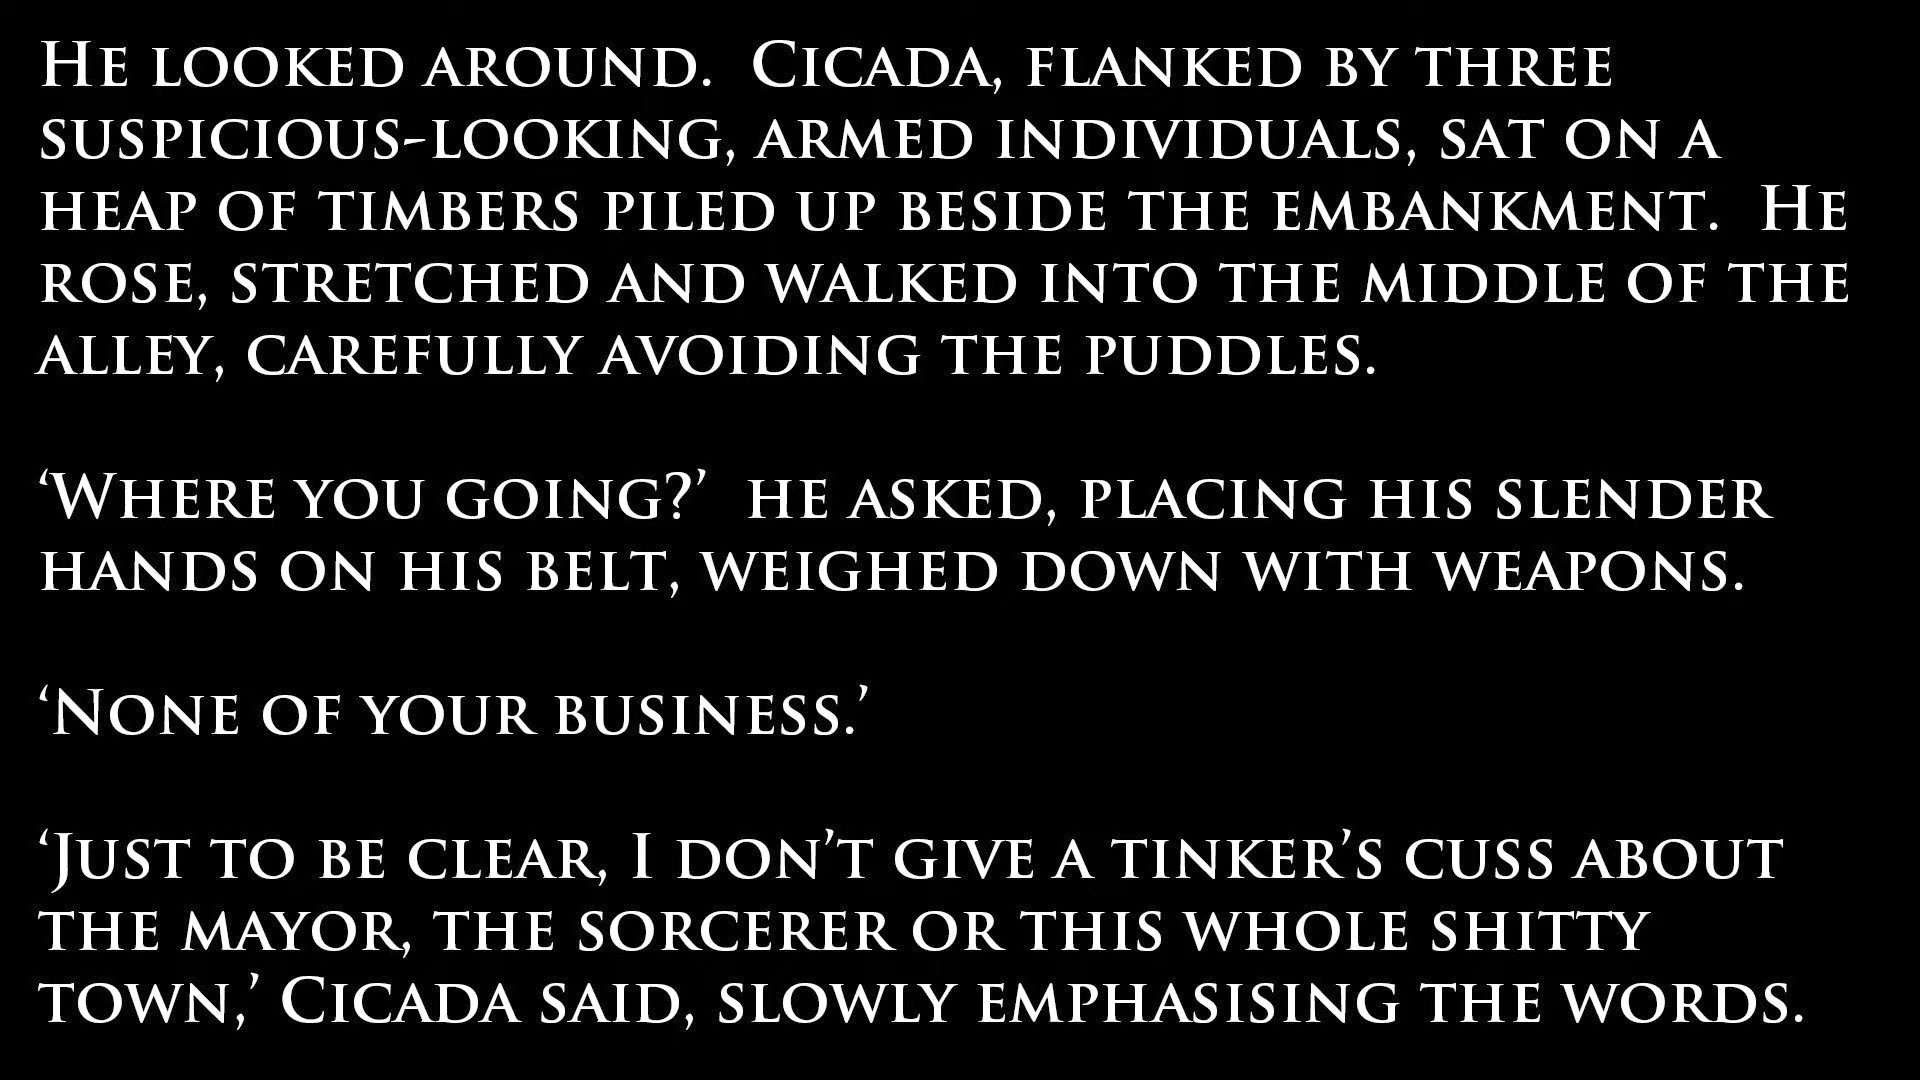 He looked around.  Cicada, flanked by three
suspicious-looking, armed individuals, sat on a
heap of timbers piled up beside the embankment.  He
rose, stretched and walked into the middle of the
alley, carefully avoiding the puddles.
‘Where you going?’  he asked, placing his slender
hands on his belt, weighed down with weapons.
‘None of your business.’
‘Just to be clear, I don’t give a tinker’s cuss about
the mayor, the sorcerer or this whole shitty
town,’ Cicada said, slowly emphasising the words.